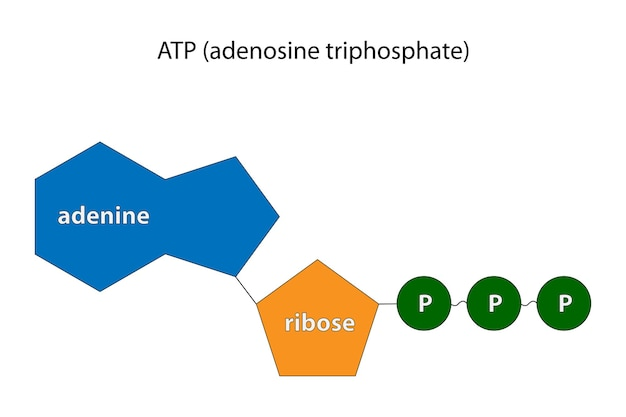 ATP (adenosine triphosphate)
adenine
ribose
P P P